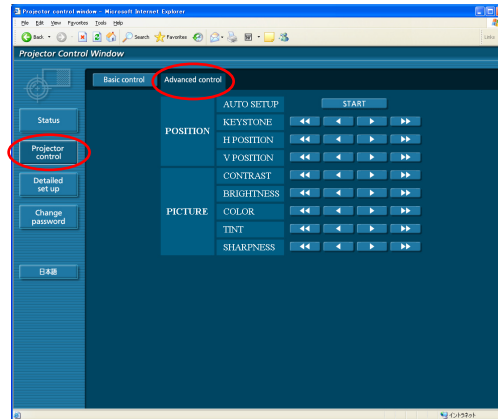 Projector control window - Microsoft Internet Explorer
File Edit View Favorites Tools Help
Back Search Favorites Links
Projector Control Window
Basic control Advanced control
Status
Projector control
Detailed set up
Change password
日本語
POSITION
AUTO SETUP START
KEYSTONE
H POSITION
V POSITION
PICTURE
CONTRAST
BRIGHTNESS
COLOR
TINT
SHARPNESS
イントラネット